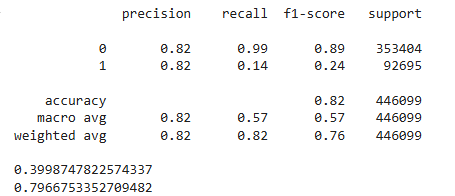 precision recall f1-score support
0 0.82 0.99 0.89 353404
1 0.82 0.14 0.24 92695
accuracy 0.82 446099
macro avg 0.82 0.57 0.57 446099
weighted avg 0.82 0.82 0.76 446099
0.3998747822574337
0.7966753352709482